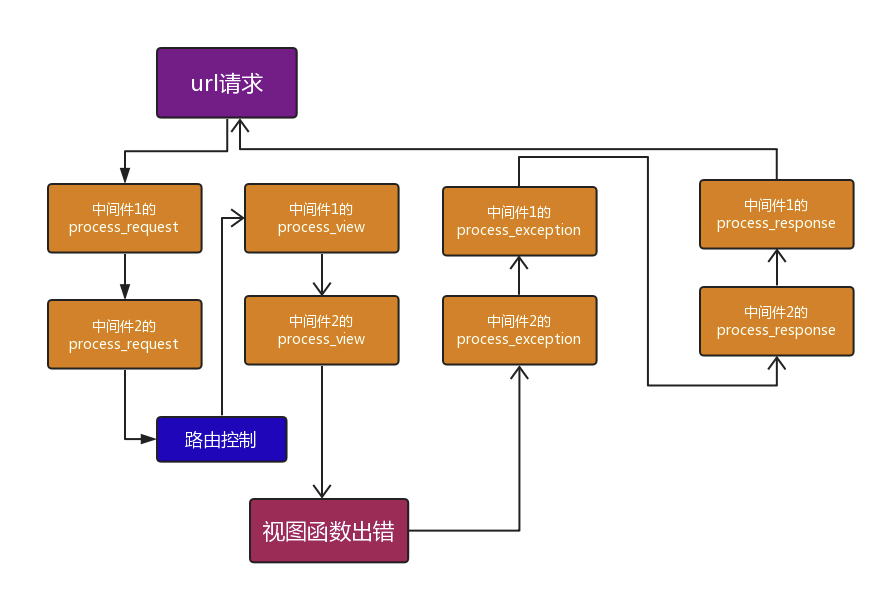 url请求
中间件1的
process_request
中间件2的
process_request
路由控制
中间件1的
process_view
中间件2的
process_view
视图函数出错
中间件1的
process_exception
中间件2的
process_exception
中间件1的
process_response
中间件2的
process_response